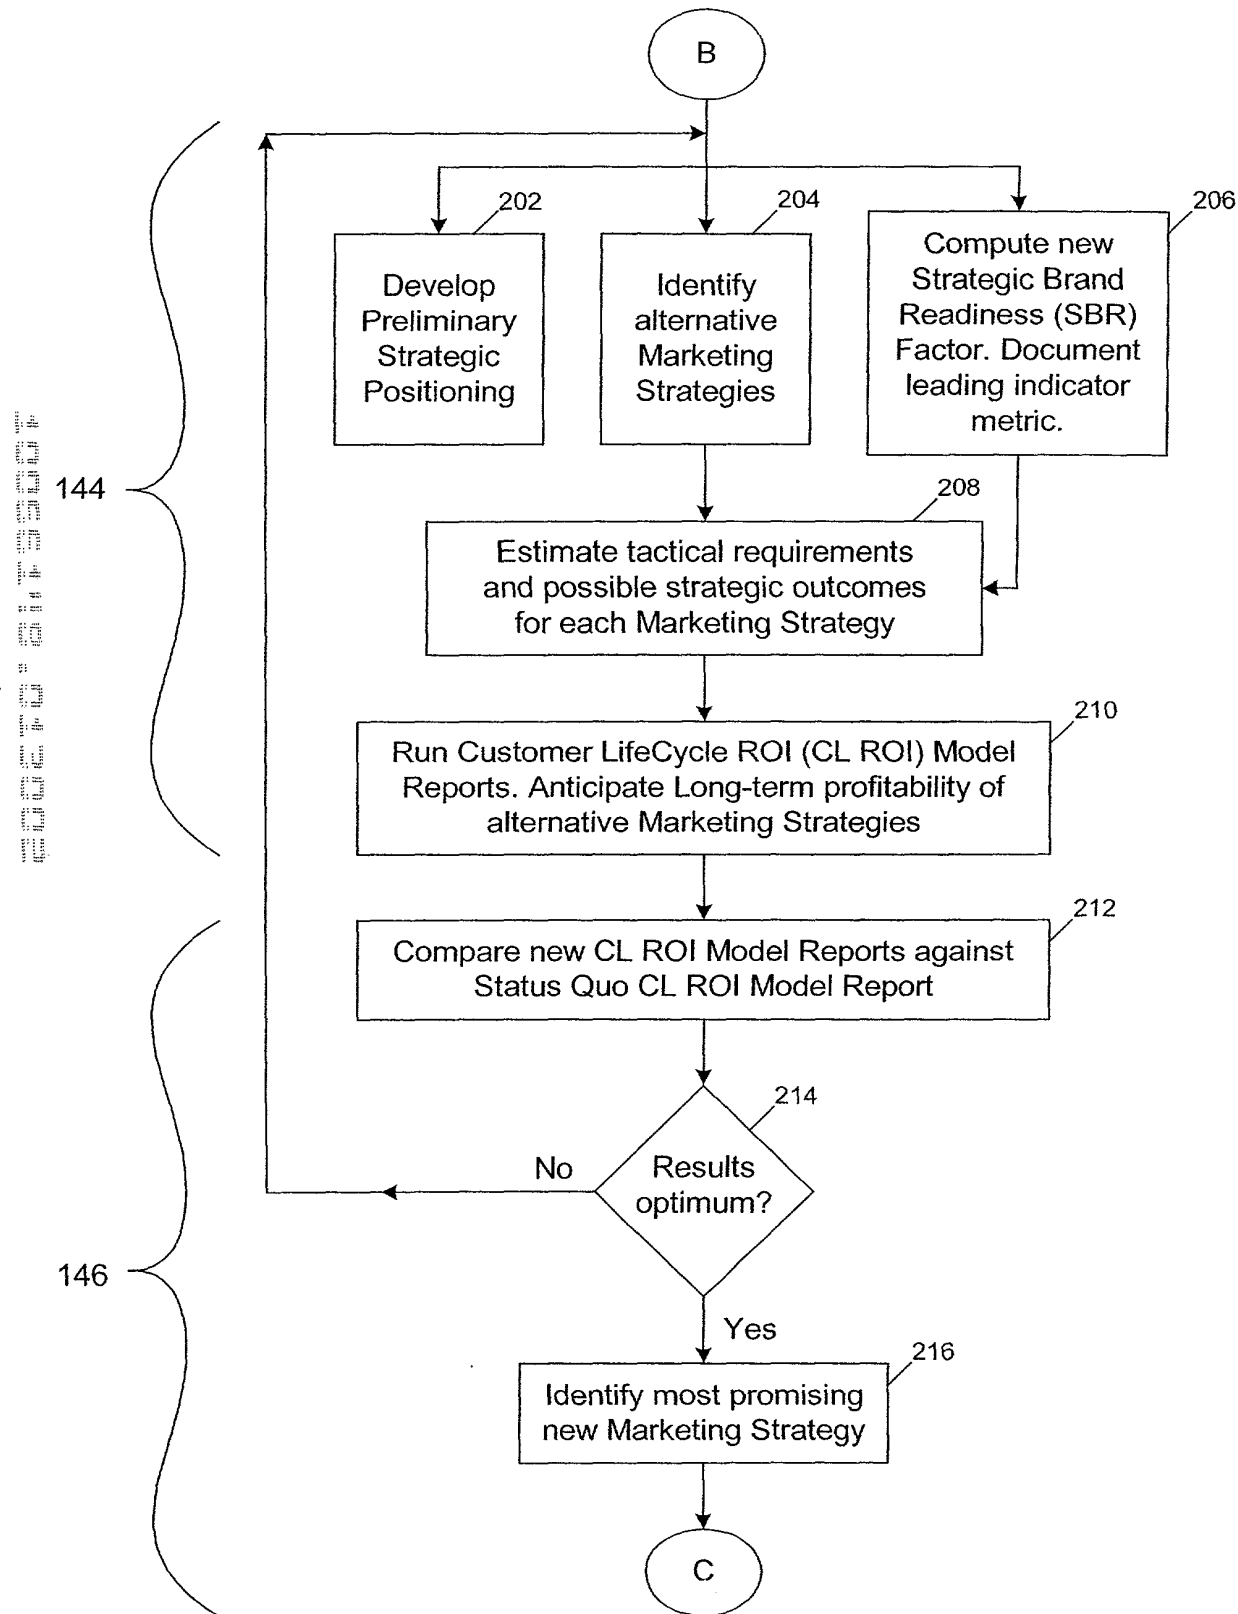 B
202
Develop
Preliminary
Strategic
Positioning
204
Identify
alternative
Marketing
Strategies
206
Compute new
Strategic Brand
Readiness (SBR)
Factor. Document
leading indicator
metric.
144
208
Estimate tactical requirements
and possible strategic outcomes
for each Marketing Strategy
210
Run Customer LifeCycle ROI (CL ROI) Model
Reports. Anticipate Long-term profitability of
alternative Marketing Strategies
212
Compare new CL ROI Model Reports against
Status Quo CL ROI Model Report
214
Results
optimum?
No
146
Yes
216
Identify most promising
new Marketing Strategy
C